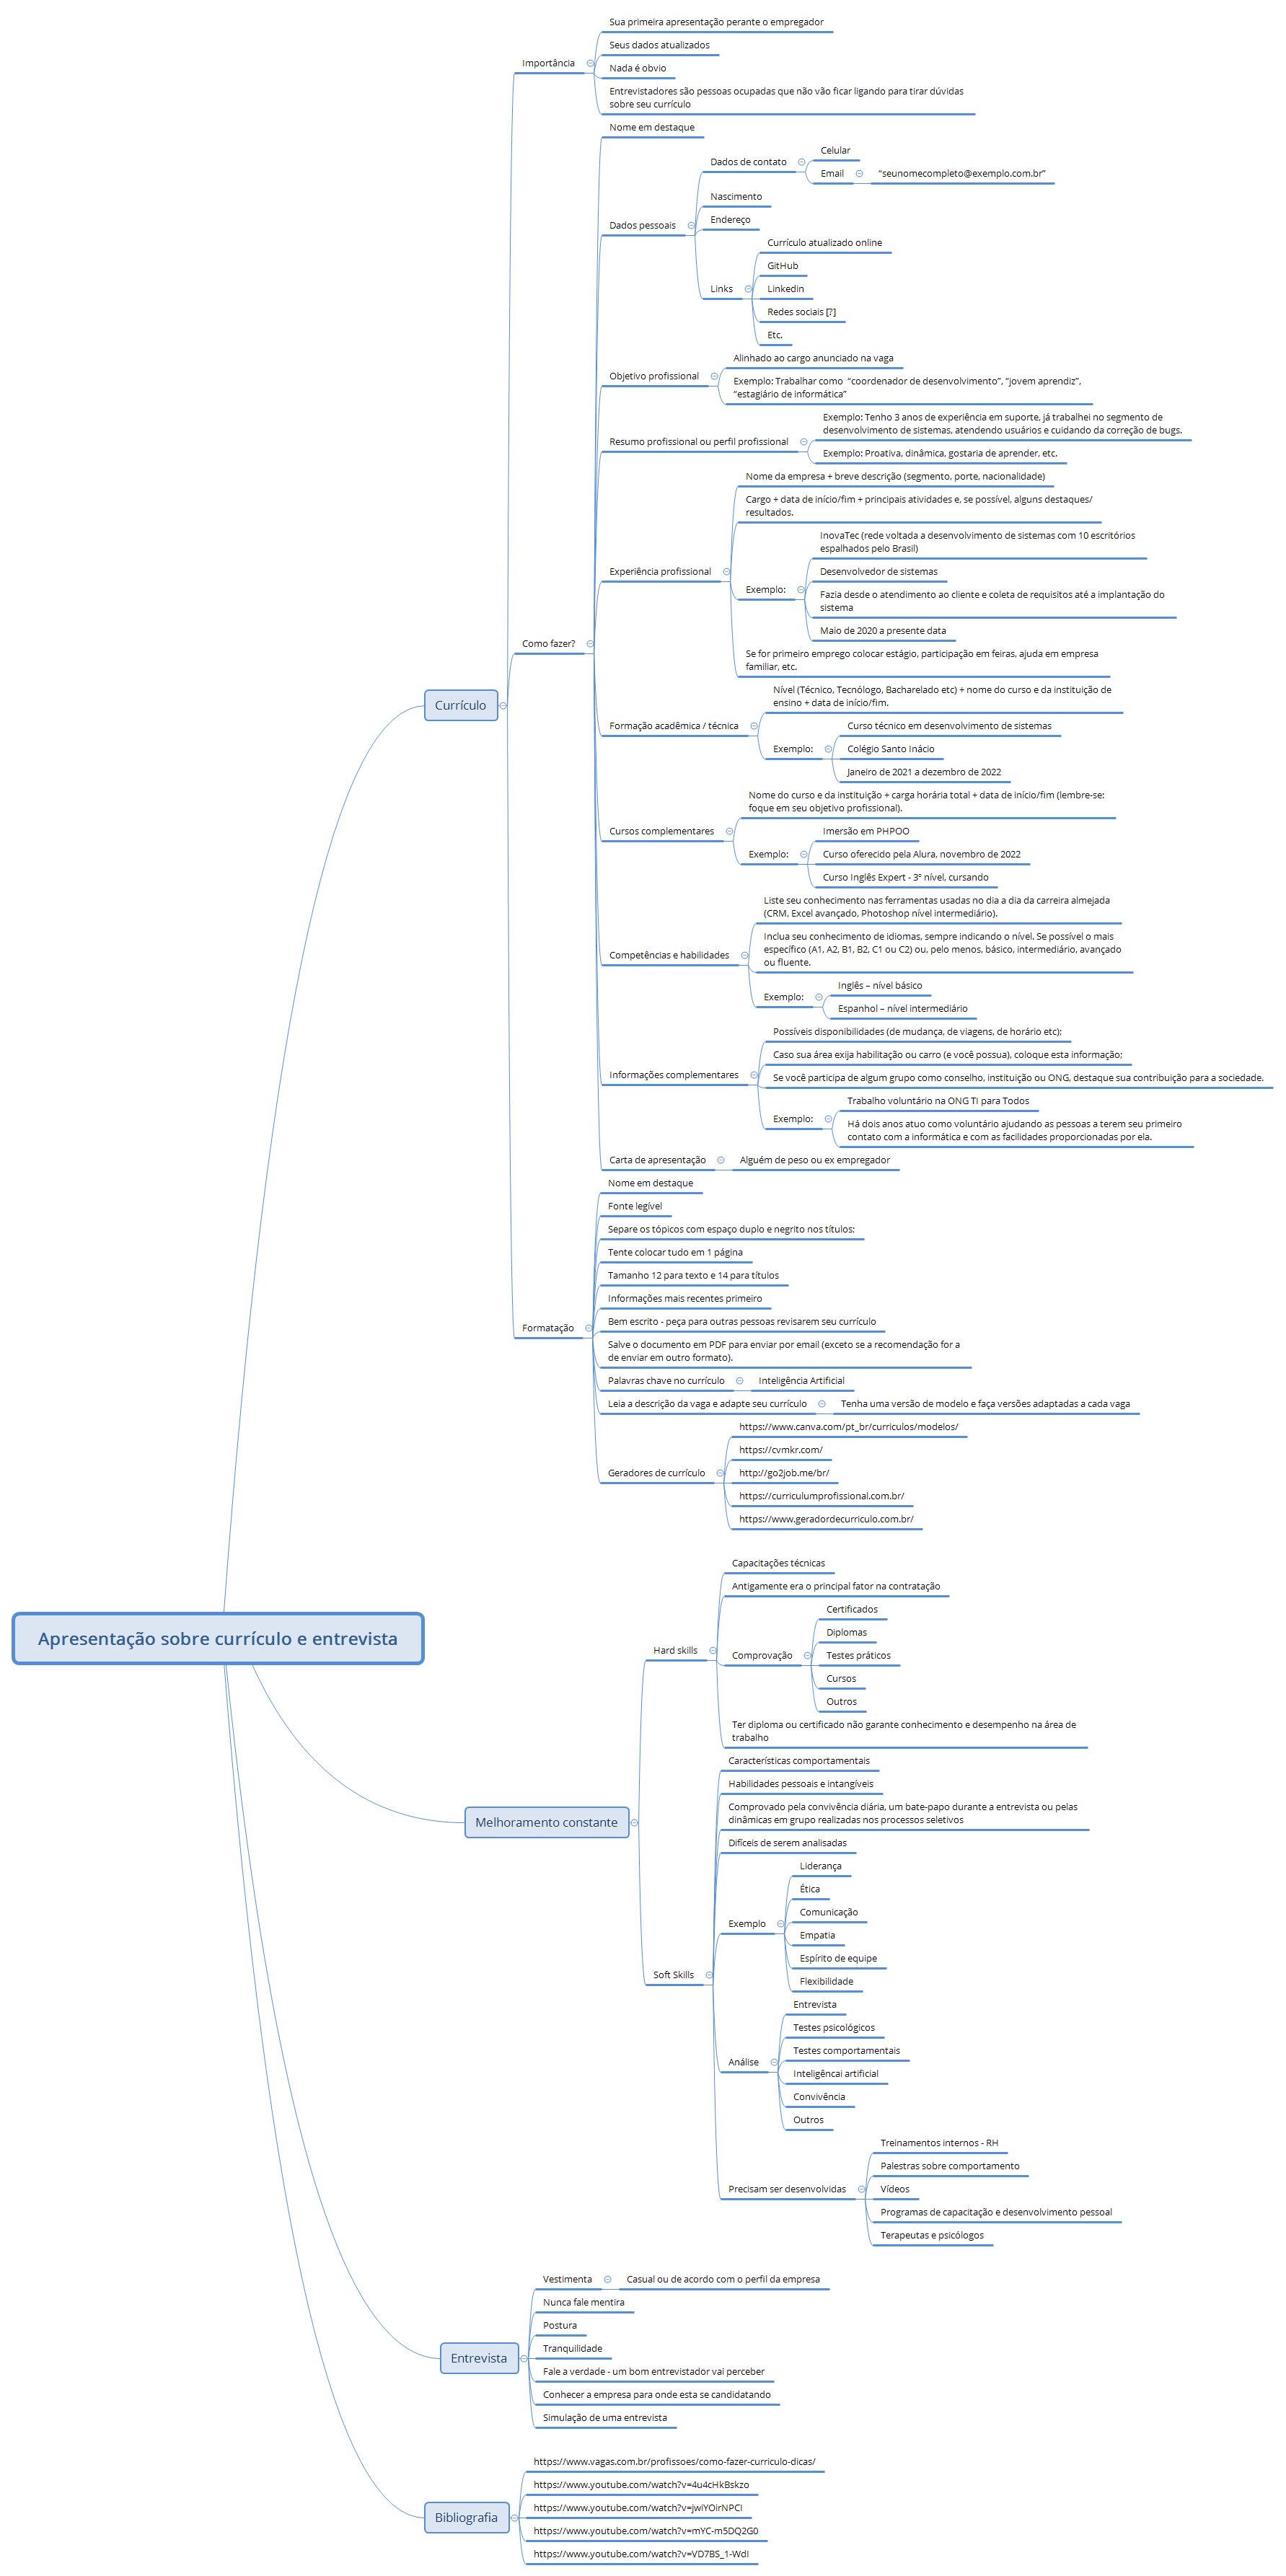 Apresentação sobre currículo e entrevista
Currículo
Importância
Sua primeira apresentação perante o empregador
Seus dados atualizados
Nada é obvio
Entrevistadores são pessoas ocupadas que não vão ficar ligando para tirar dúvidas
sobre seu currículo
Como fazer?
Nome em destaque
Dados pessoais
Dados de contato
Celular
Email
"seunomecompleto@exemplo.com.br"
Nascimento
Endereço
Links
Currículo atualizado online
GitHub
Linkedin
Redes sociais [?]
Etc.
Objetivo profissional
Alinhado ao cargo anunciado na vaga
Exemplo: Trabalhar como “coordenador de desenvolvimento”, “jovem aprendiz”,
“estagiário de informática”
Resumo profissional ou perfil profissional
Exemplo: Tenho 3 anos de experiência em suporte, já trabalhei no segmento de
desenvolvimento de sistemas, atendendo usuários e cuidando da correção de bugs.
Exemplo: Proativa, dinâmica, gostaria de aprender, etc.
Experiência profissional
Nome da empresa + breve descrição (segmento, porte, nacionalidade)
Cargo + data de início/fim + principais atividades e, se possível, alguns destaques/
resultados.
Exemplo:
InovaTec (rede voltada a desenvolvimento de sistemas com 10 escritórios
espalhados pelo Brasil)
Desenvolvedor de sistemas
Fazia desde o atendimento ao cliente e coleta de requisitos até a implantação do
sistema
Maio de 2020 a presente data
Se for primeiro emprego colocar estágio, participação em feiras, ajuda em empresa
familiar, etc.
Formação acadêmica / técnica
Nível (Técnico, Tecnólogo, Bacharelado etc) + nome do curso e da instituição de
ensino + data de início/fim.
Exemplo:
Curso técnico em desenvolvimento de sistemas
Colégio Santo Inácio
Janeiro de 2021 a dezembro de 2022
Cursos complementares
Nome do curso e da instituição + carga horária total + data de início/fim (lembre-se:
foque em seu objetivo profissional).
Exemplo:
Imersão em PHPOO
Curso oferecido pela Alura, novembro de 2022
Curso Inglês Expert - 3º nível, cursando
Competências e habilidades
Liste seu conhecimento nas ferramentas usadas no dia a dia da carreira almejada
(CRM, Excel avançado, Photoshop nível intermediário).
Inclua seu conhecimento de idiomas, sempre indicando o nível. Se possível o mais
específico (A1, A2, B1, B2, C1 ou C2) ou, pelo menos, básico, intermediário, avançado
ou fluente.
Exemplo:
Inglês – nível básico
Espanhol – nível intermediário
Informações complementares
Possíveis disponibilidades (de mudança, de viagens, de horário etc);
Caso sua área exija habilitação ou carro (e você possua), coloque esta informação;
Se você participa de algum grupo como conselho, instituição ou ONG, destaque sua contribuição para a sociedade.
Exemplo:
Trabalho voluntário na ONG TI para Todos
Há dois anos atuo como voluntário ajudando as pessoas a terem seu primeiro
contato com a informática e com as facilidades proporcionadas por ela.
Carta de apresentação
Alguém de peso ou ex empregador
Formatação
Nome em destaque
Fonte legível
Separe os tópicos com espaço duplo e negrito nos títulos;
Tente colocar tudo em 1 página
Tamanho 12 para texto e 14 para títulos
Informações mais recentes primeiro
Bem escrito - peça para outras pessoas revisarem seu currículo
Salve o documento em PDF para enviar por email (exceto se a recomendação for a
de enviar em outro formato).
Palavras chave no currículo
Inteligência Artificial
Leia a descrição da vaga e adapte seu currículo
Tenha uma versão de modelo e faça versões adaptadas a cada vaga
Geradores de currículo
https://www.canva.com/pt_br/curriculos/modelos/
https://cvmkr.com/
http://go2job.me/br/
https://curriculumprofissional.com.br/
https://www.geradordecurriculo.com.br/
Melhoramento constante
Hard skills
Capacitações técnicas
Antigamente era o principal fator na contratação
Comprovação
Certificados
Diplomas
Testes práticos
Cursos
Outros
Ter diploma ou certificado não garante conhecimento e desempenho na área de
trabalho
Soft Skills
Características comportamentais
Habilidades pessoais e intangíveis
Comprovado pela convivência diária, um bate-papo durante a entrevista ou pelas
dinâmicas em grupo realizadas nos processos seletivos
Difíceis de serem analisadas
Exemplo
Liderança
Ética
Comunicação
Empatia
Espírito de equipe
Flexibilidade
Análise
Entrevista
Testes psicológicos
Testes comportamentais
Inteligêncai artificial
Convivência
Outros
Precisam ser desenvolvidas
Treinamentos internos - RH
Palestras sobre comportamento
Vídeos
Programas de capacitação e desenvolvimento pessoal
Terapeutas e psicólogos
Entrevista
Vestimenta
Casual ou de acordo com o perfil da empresa
Nunca fale mentira
Postura
Tranquilidade
Fale a verdade - um bom entrevistador vai perceber
Conhecer a empresa para onde esta se candidatando
Simulação de uma entrevista
Bibliografia
https://www.vagas.com.br/profissoes/como-fazer-curriculo-dicas/
https://www.youtube.com/watch?v=4u4cHkBskzo
https://www.youtube.com/watch?v=jwiYOirNPCI
https://www.youtube.com/watch?v=mYC-m5DQ2G0
https://www.youtube.com/watch?v=VD7BS_1-WdI